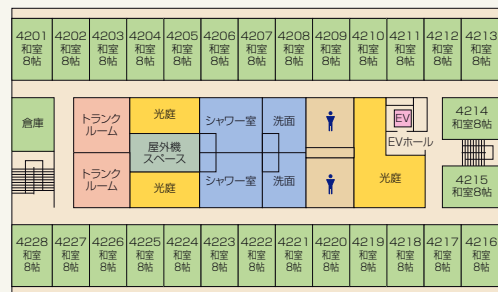 4201 4202 4203 4204 4205 4206 4207 4208 4209 4210 4211 4212 4213
和室 和室 和室 和室 和室 和室 和室 和室 和室 和室 和室 和室 和室
8帖 8帖 8帖 8帖 8帖 8帖 8帖 8帖 8帖 8帖 8帖 8帖 8帖
倉庫
トランク
ルーム
光庭
シャワー室
洗面
EV
EVホール
4214
和室8帖
屋外機
スペース
トランク
ルーム
光庭
シャワー室
洗面
光庭
4215
和室8帖
4228 4227 4226 4225 4224 4223 4222 4221 4220 4219 4218 4217 4216
和室 和室 和室 和室 和室 和室 和室 和室 和室 和室 和室 和室 和室
8帖 8帖 8帖 8帖 8帖 8帖 8帖 8帖 8帖 8帖 8帖 8帖 8帖